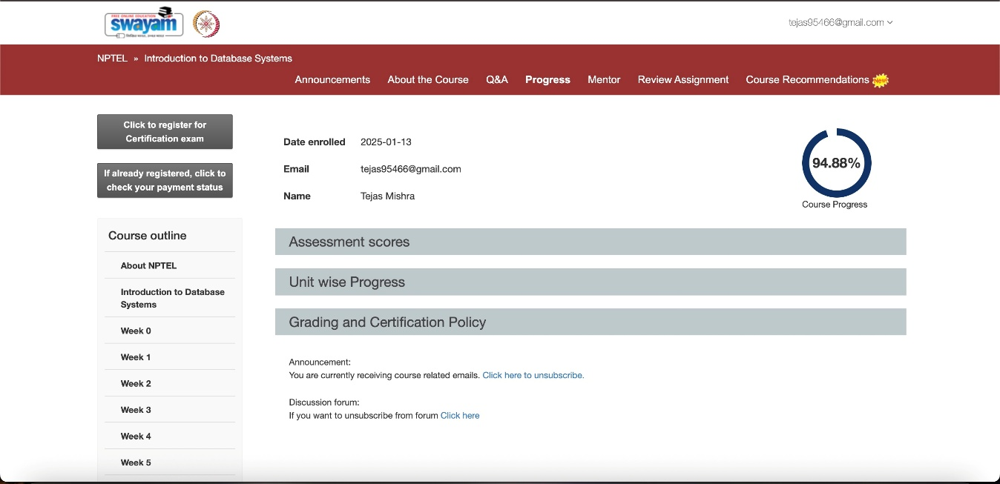 FREE ONLINE EDUCATION
swayam
tejas95466@gmail.com
NPTEL » Introduction to Database Systems
Announcements About the Course Q&A Progress Mentor Review Assignment Course Recommendations New
Click to register for
Certification exam
If already registered, click to
check your payment status
Date enrolled 2025-01-13
Email tejas95466@gmail.com
Name Tejas Mishra
94.88%
Course Progress
Course outline
About NPTEL
Introduction to Database
Systems
Week 0
Week 1
Week 2
Week 3
Week 4
Week 5
Assessment scores
Unit wise Progress
Grading and Certification Policy
Announcement:
You are currently receiving course related emails. Click here to unsubscribe.
Discussion forum:
If you want to unsubscribe from forum Click here